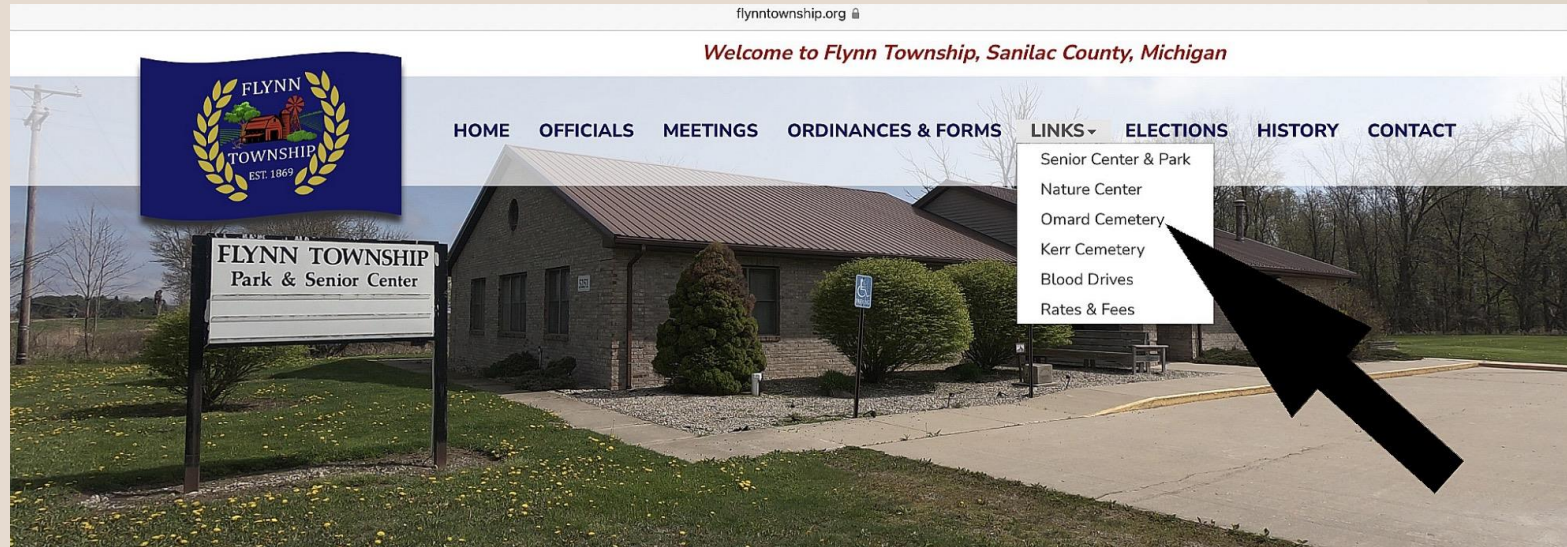 flynntownship.org
Welcome to Flynn Township, Sanilac County, Michigan
FLYNN
TOWNSHIP
EST. 1869
HOME OFFICIALS MEETINGS ORDINANCES & FORMS LINKS ELECTIONS HISTORY CONTACT
Senior Center & Park
Nature Center
Omard Cemetery
Kerr Cemetery
Blood Drives
Rates & Fees
FLYNN TOWNSHIP
Park & Senior Center